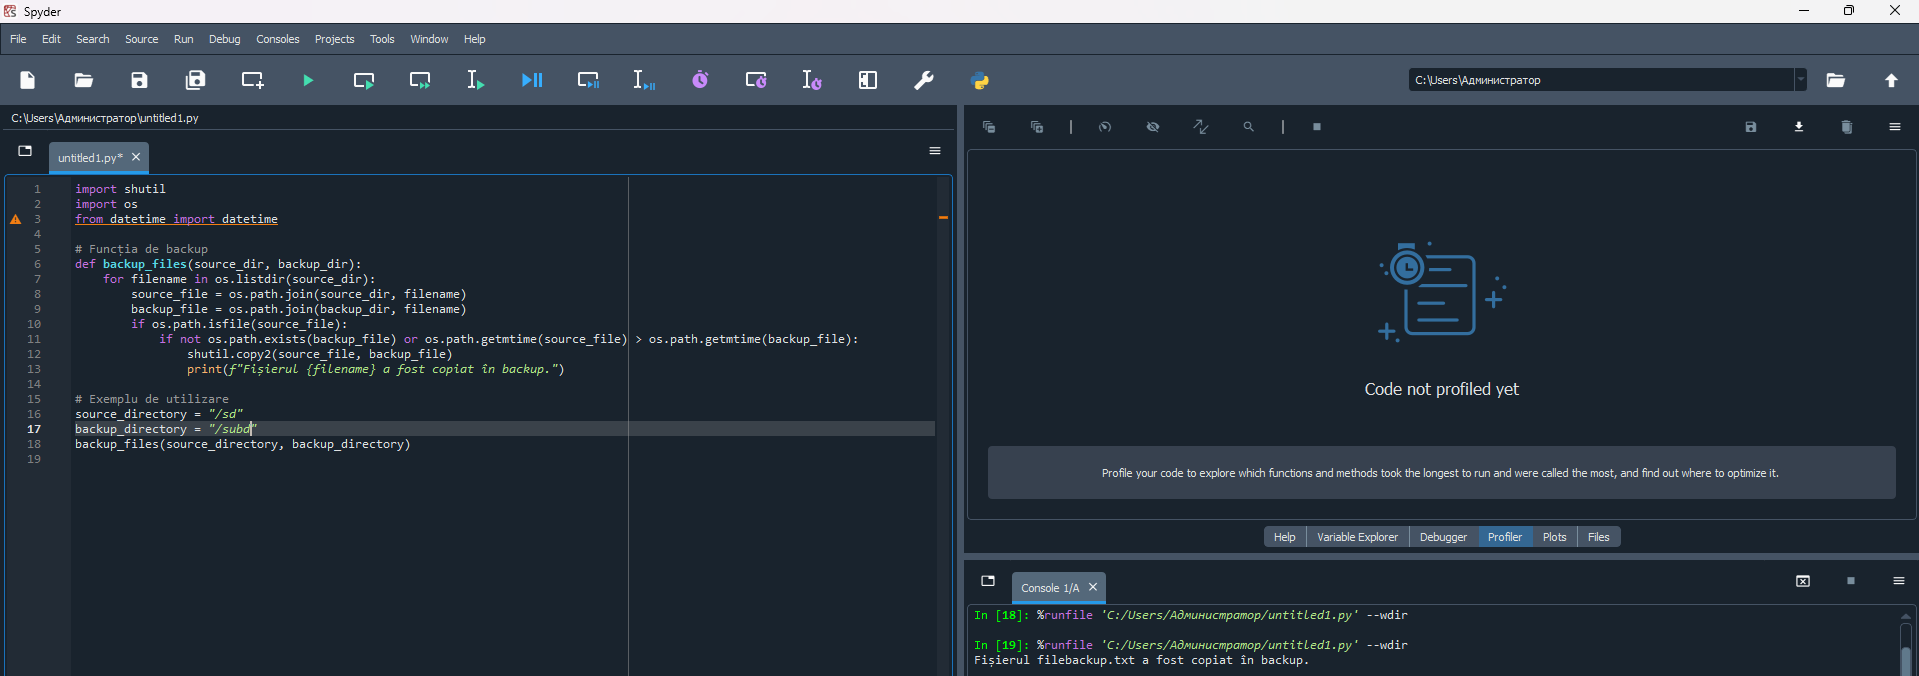 Spyder
File Edit Search Source Run Debug Consoles Projects Tools Window Help
C:\Users\Администратор
C:\Users\Администратор\untitled1.py
untitled1.py*
1 import shutil
2 import os
3 from datetime import datetime
4
5 # Funcția de backup
6 def backup_files(source_dir, backup_dir):
7 for filename in os.listdir(source_dir):
8 source_file = os.path.join(source_dir, filename)
9 backup_file = os.path.join(backup_dir, filename)
10 if os.path.isfile(source_file):
11 if not os.path.exists(backup_file) or os.path.getmtime(source_file) > os.path.getmtime(backup_file):
12 shutil.copy2(source_file, backup_file)
13 print(f"Fișierul {filename} a fost copiat în backup.")
14
15 # Exemplu de utilizare
16 source_directory = "/sd"
17 backup_directory = "/subd"
18 backup_files(source_directory, backup_directory)
19
Code not profiled yet
Profile your code to explore which functions and methods took the longest to run and were called the most, and find out where to optimize it.
Help Variable Explorer Debugger Profiler Plots Files
Console 1/A
In [18]: %runfile 'C:/Users/Администратор/untitled1.py' --wdir
In [19]: %runfile 'C:/Users/Администратор/untitled1.py' --wdir
Fișierul filebackup.txt a fost copiat în backup.